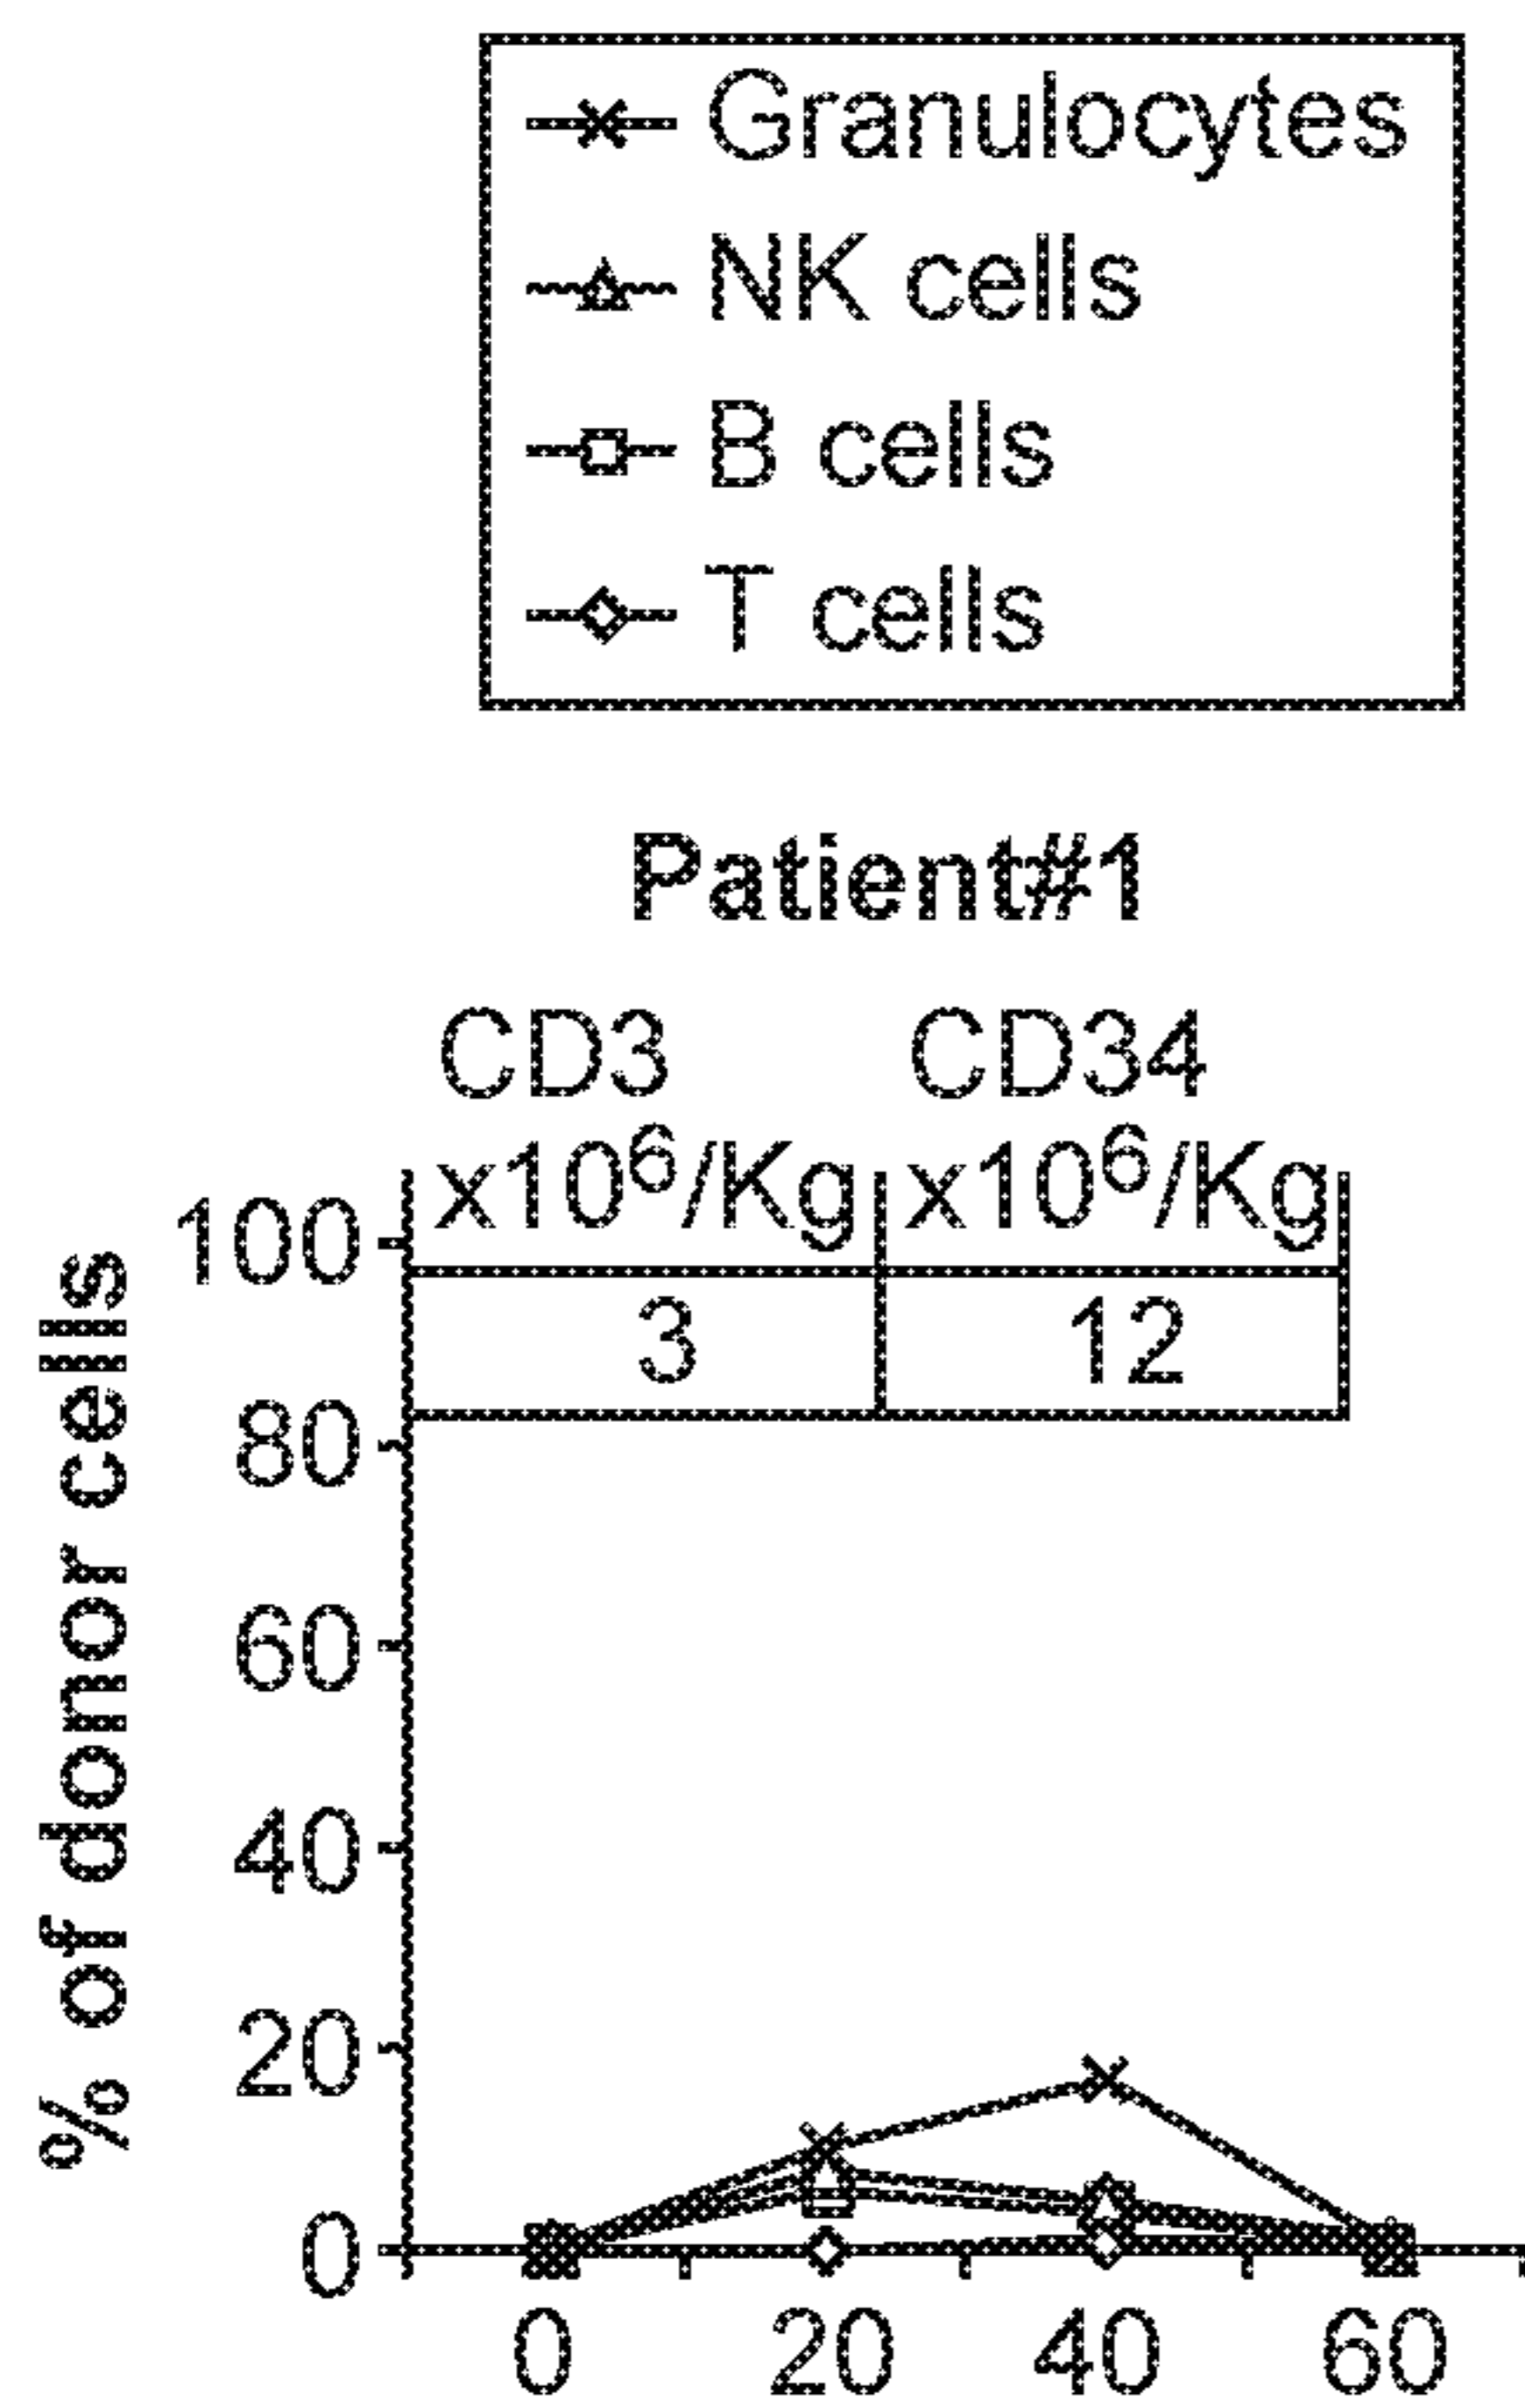 Granulocytes
NK cells
B cells
T cells
Patient#1
CD3 CD34
x10⁶/Kg x10⁶/Kg
3 12
% of donor cells
100
80
60
40
20
0
0 20 40 60